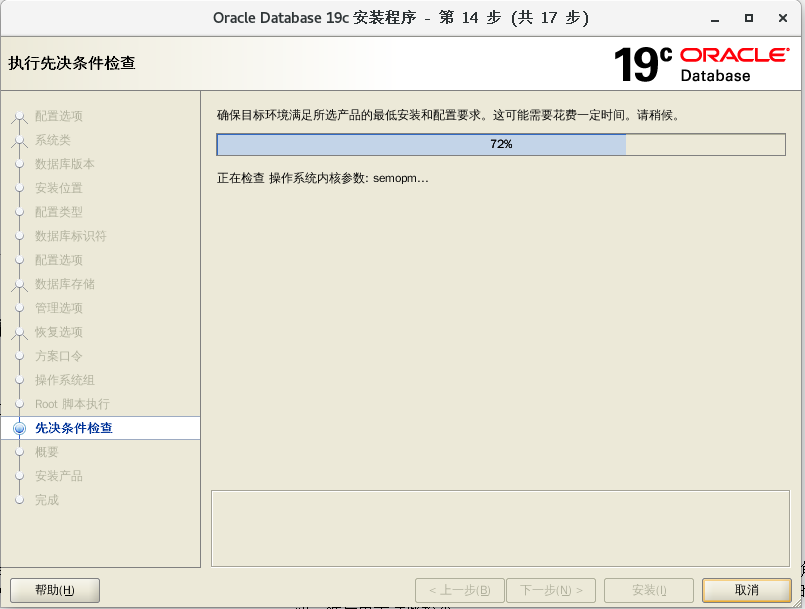 Oracle Database 19c 安装程序 - 第 14 步 (共 17 步)
执行先决条件检查
19c ORACLE
Database
配置选项
系统类
数据库版本
安装位置
配置类型
数据库标识符
配置选项
数据库存储
管理选项
恢复选项
方案口令
操作系统组
Root 脚本执行
先决条件检查
概要
安装产品
完成
确保目标环境满足所选产品的最低安装和配置要求。这可能需要花费一定时间。请稍候。
72%
正在检查 操作系统内核参数: semopm...
帮助(H)
< 上一步(B)
下一步(N) >
安装(I)
取消